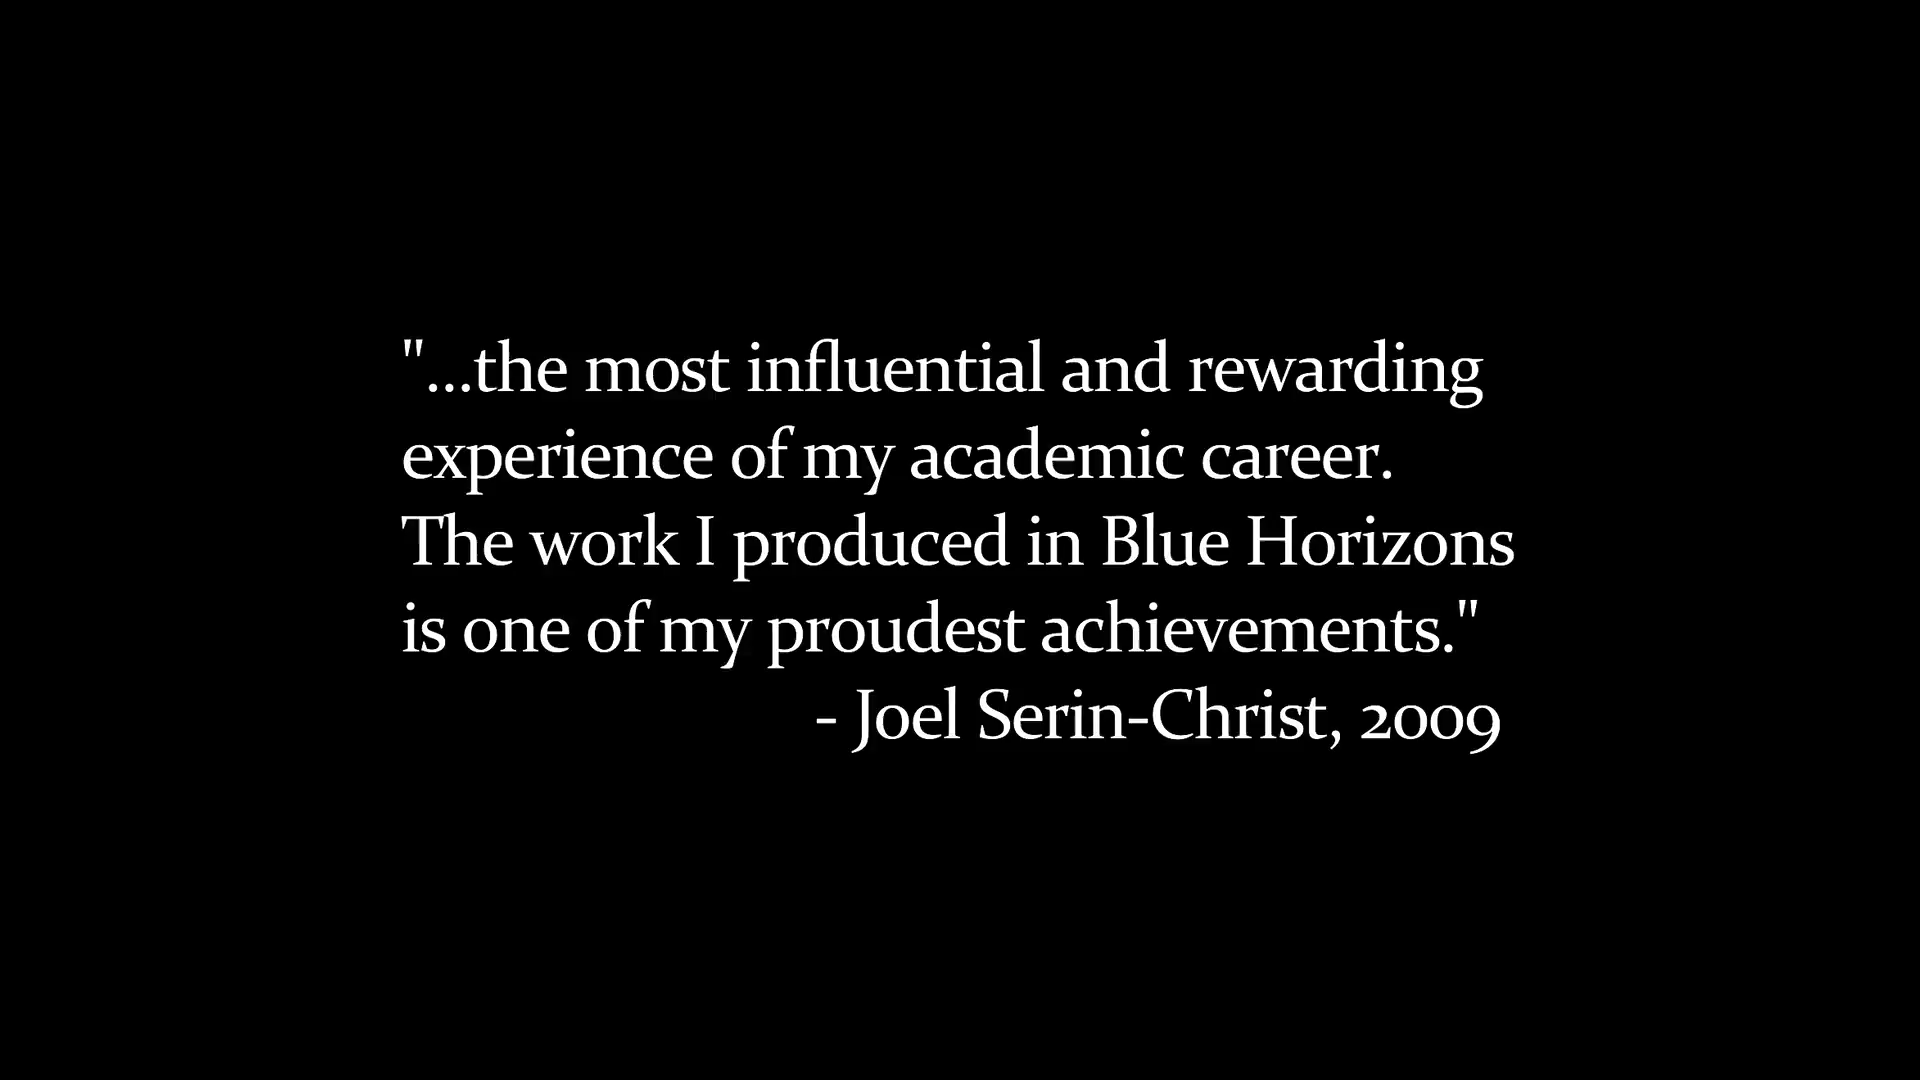 "...the most influential and rewarding
experience of my academic career.
The work I produced in Blue Horizons
is one of my proudest achievements."
- Joel Serin-Christ, 2009